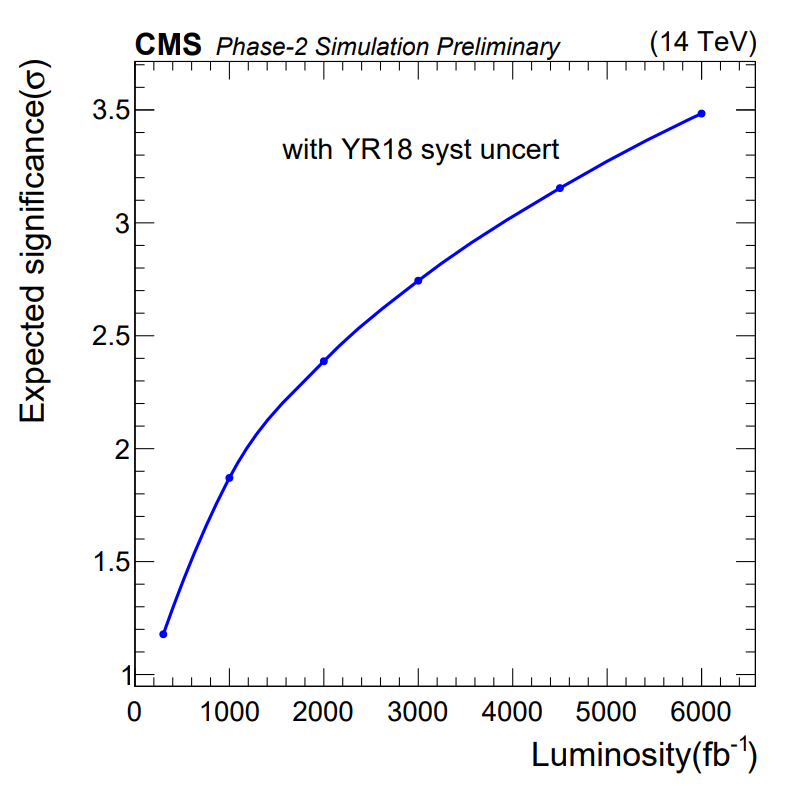 CMS Phase-2 Simulation Preliminary (14 TeV)
Expected significance(σ)
with YR18 syst uncert
3.5
3
2.5
2
1.5
1
0 1000 2000 3000 4000 5000 6000
Luminosity(fb⁻¹)